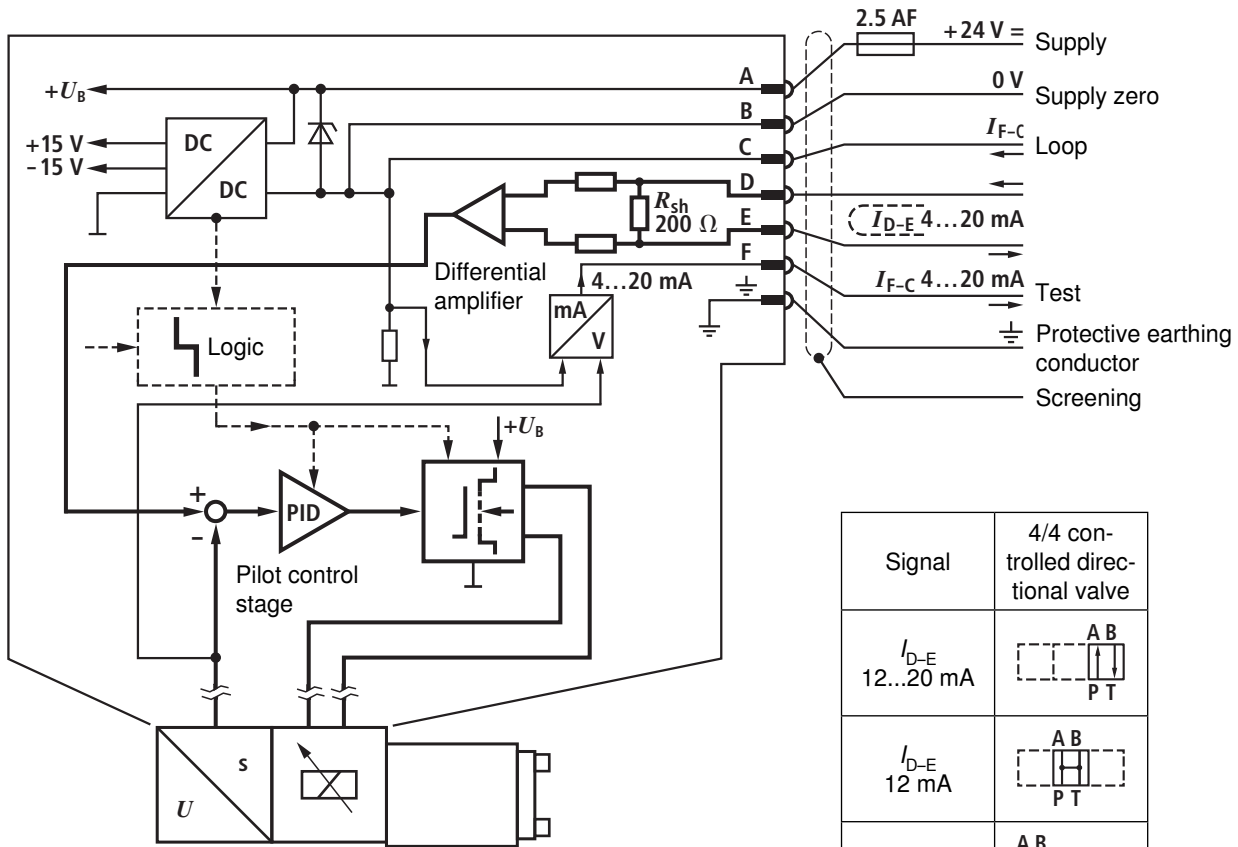 2.5 AF
+24 V =
Supply
0 V
Supply zero
I_F–C
Loop
I_D–E 4...20 mA
I_F–C 4...20 mA
Test
Protective earthing
conductor
Screening
A
B
C
D
E
F
+U_B
+15 V
–15 V
DC
DC
R_sh
200 Ω
Differential
amplifier
4...20 mA
mA
V
Logic
+U_B
+
–
PID
Pilot control
stage
s
U
Signal
4/4 con-
trolled direc-
tional valve
I_D–E
12...20 mA
A B
P T
I_D–E
12 mA
A B
P T
A B